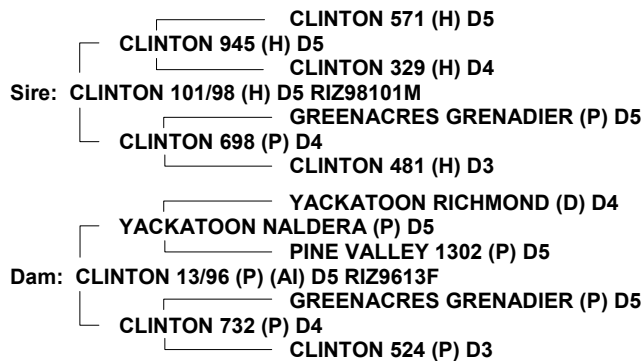 CLINTON 571 (H) D5
CLINTON 945 (H) D5
CLINTON 329 (H) D4
Sire: CLINTON 101/98 (H) D5 RIZ98101M
GREENACRES GRENADIER (P) D5
CLINTON 698 (P) D4
CLINTON 481 (H) D3
YACKATOON RICHMOND (D) D4
YACKATOON NALDERA (P) D5
PINE VALLEY 1302 (P) D5
Dam: CLINTON 13/96 (P) (AI) D5 RIZ9613F
GREENACRES GRENADIER (P) D5
CLINTON 732 (P) D4
CLINTON 524 (P) D3